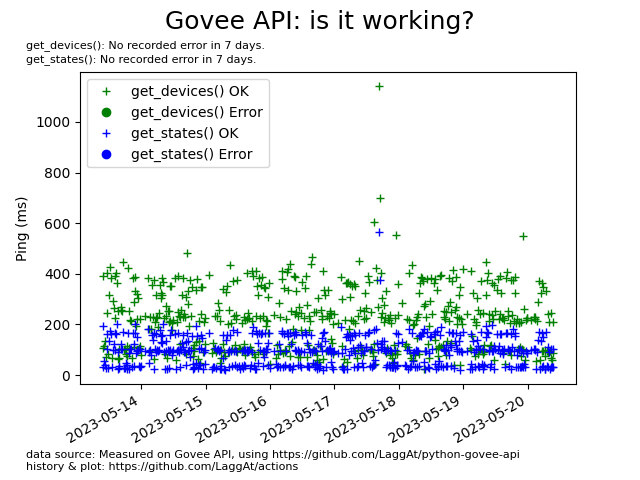 Govee API: is it working?
get_devices(): No recorded error in 7 days.
get_states(): No recorded error in 7 days.
get_devices() OK
get_devices() Error
get_states() OK
get_states() Error
Ping (ms)
1000
800
600
400
200
0
2023-05-14
2023-05-15
2023-05-16
2023-05-17
2023-05-18
2023-05-19
2023-05-20
data source: Measured on Govee API, using https://github.com/LaggAt/python-govee-api
history & plot: https://github.com/LaggAt/actions